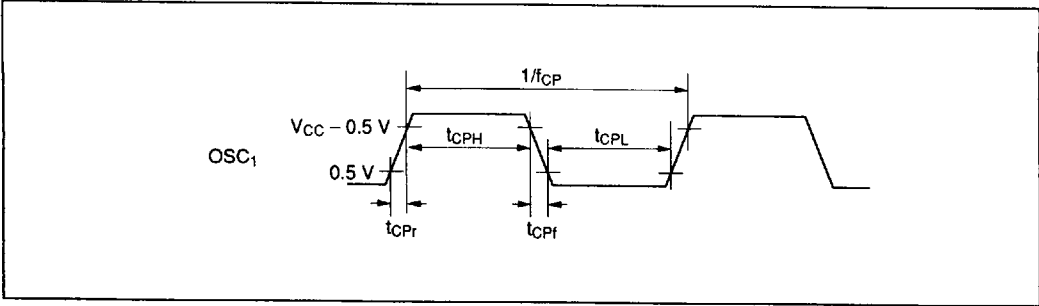 1/fCP
VCC – 0.5 V
tCPH
tCPL
OSC1
0.5 V
tCPr
tCPf